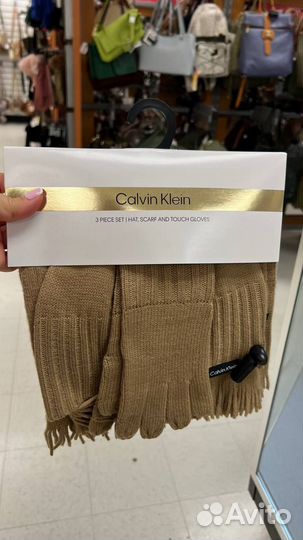 Calvin Klein
3 PIECE SET | HAT, SCARF AND TOUCH GLOVES
Calvin Klein
Avito